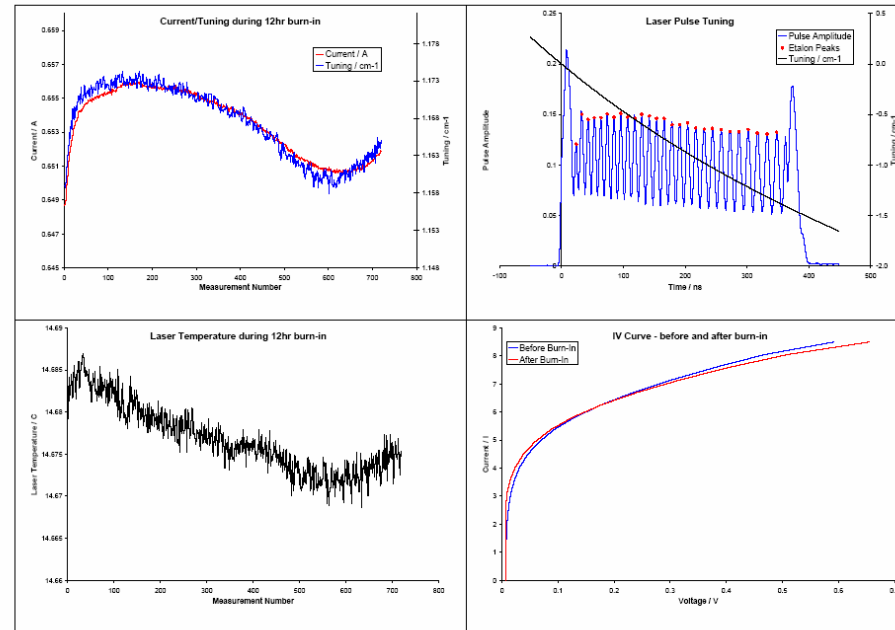 Current/Tuning during 12hr burn-in
0.659
0.657
0.655
0.653
0.651
0.649
0.647
0.645
Current / A
Current / A
Tuning / cm-1
1.178
1.173
1.168
1.163
1.158
1.153
1.148
Tuning / cm-1
0 100 200 300 400 500 600 700 800
Measurement Number
Laser Pulse Tuning
0.25
0.2
0.15
0.1
0.05
0
Pulse Amplitude
Pulse Amplitude
Etalon Peaks
Tuning / cm-1
0.5
0.0
-0.5
-1.0
-1.5
-2.0
Tuning / cm-1
-100 0 100 200 300 400 500
Time / ns
Laser Temperature during 12hr burn-in
14.69
14.685
14.68
14.675
14.67
14.665
14.66
Laser Temperature / C
0 100 200 300 400 500 600 700 800
Measurement Number
IV Curve - before and after burn-in
Before Burn-In
After Burn-In
9
8
7
6
5
4
3
2
1
0
Current / I
0 0.1 0.2 0.3 0.4 0.5 0.6
Voltage / V